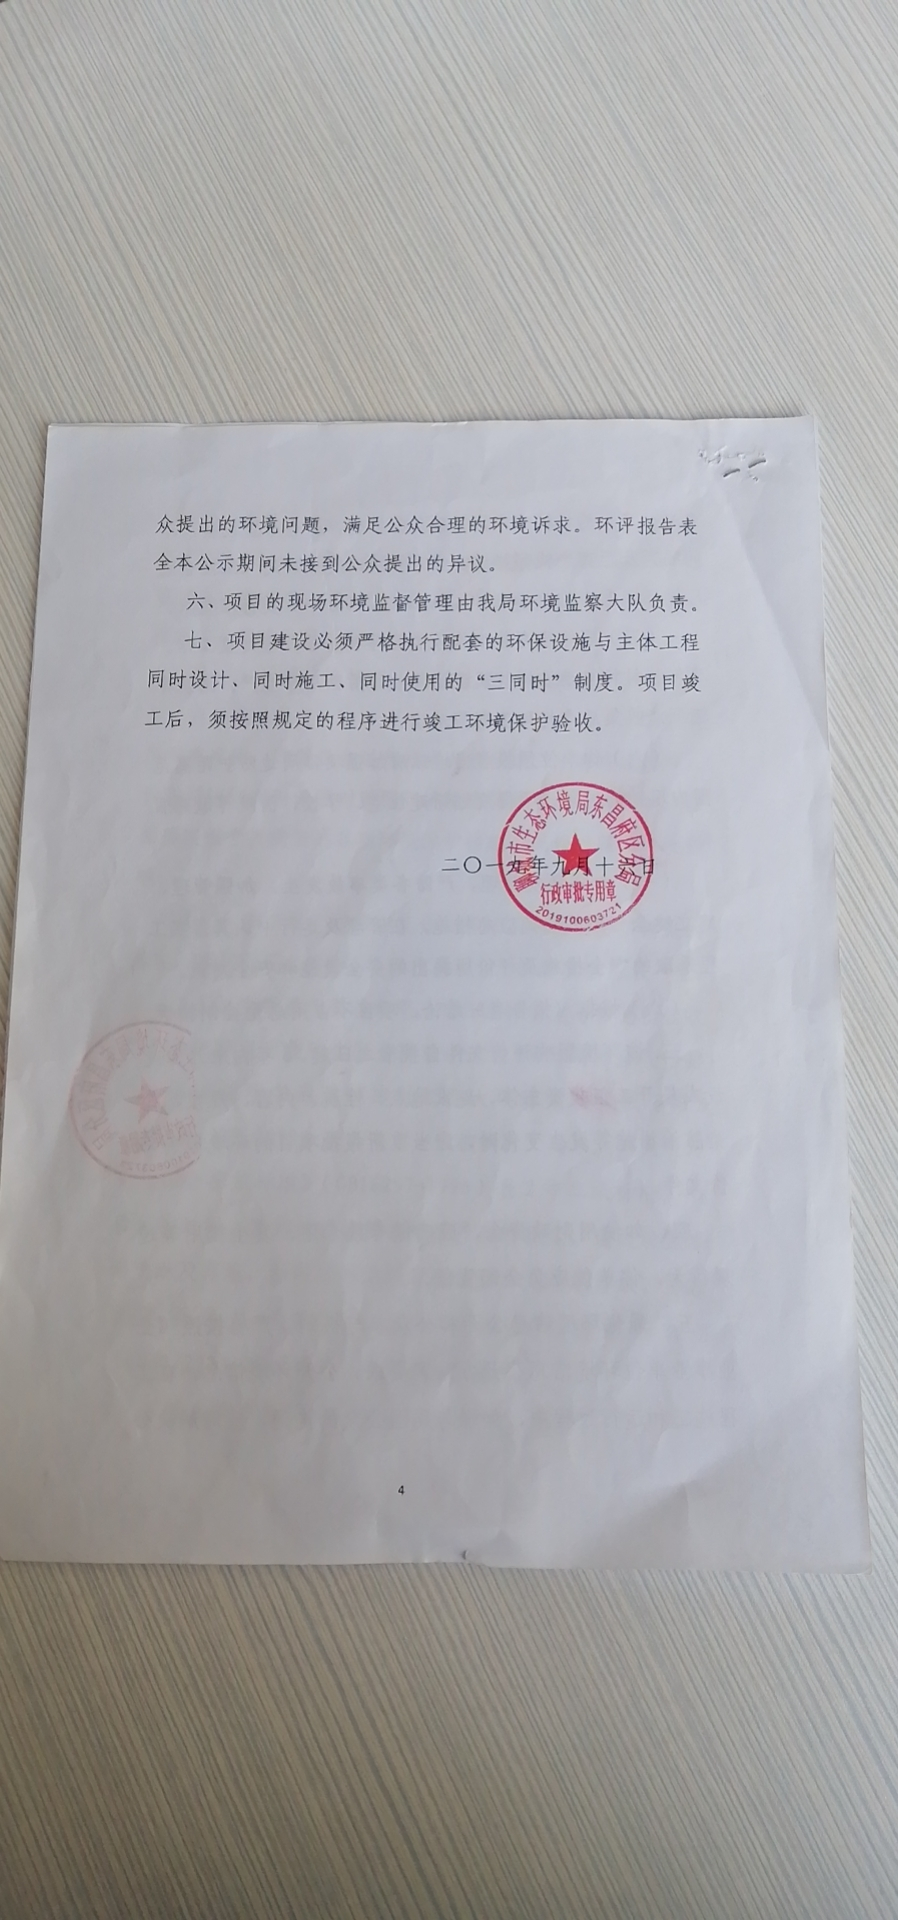 众提出的环境问题，满足公众合理的环境诉求。环评报告表
全本公示期间未接到公众提出的异议。
六、项目的现场环境监督管理由我局环境监察大队负责。
七、项目建设必须严格执行配套的环保设施与主体工程
同时设计、同时施工、同时使用的“三同时”制度。项目竣
工后，须按照规定的程序进行竣工环境保护验收。
市生态环境局东昌府区分局
二〇一九年九月十 日
行政审批专用章
2019100603721
4